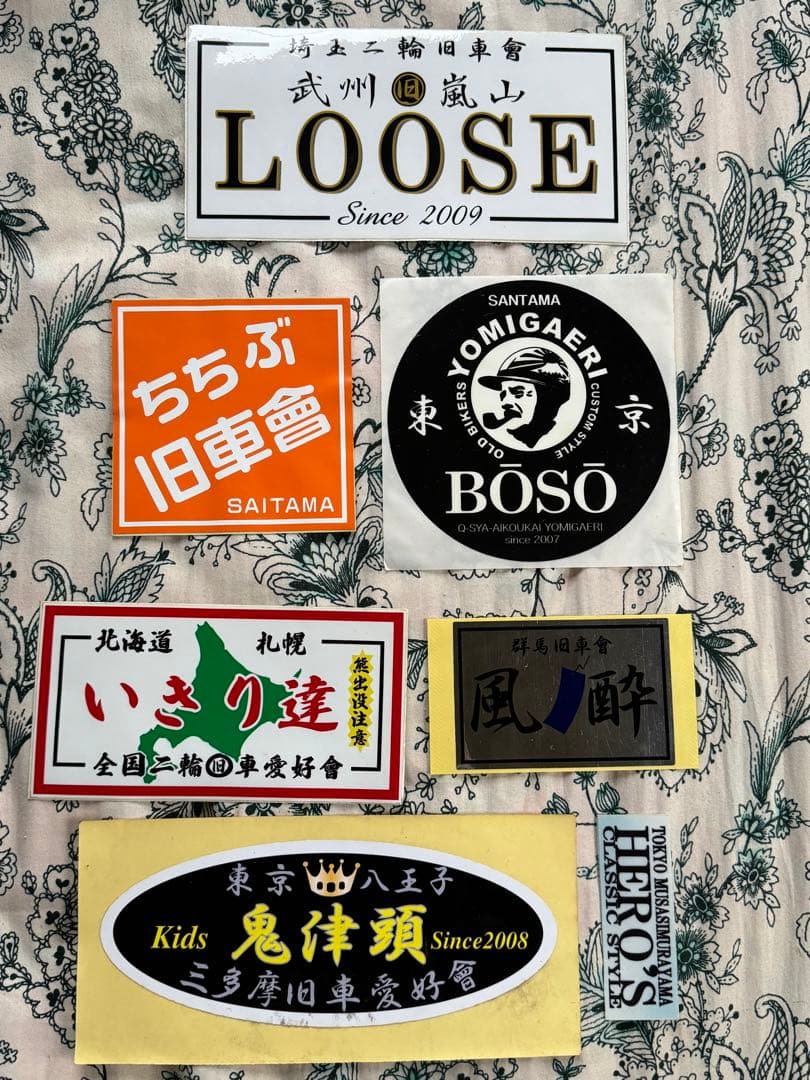 埼玉二輪旧車會
武州 旧 嵐山
LOOSE
Since 2009
ちちぶ
旧車會
SAITAMA
SANTAMA
YOMIGAERI
OLD BIKERS CUSTOM STYLE
東 京
BŌSŌ
Q-SYA-AIKOUKAI YOMIGAERI
since 2007
北海道 札幌
いきり達
熊出没注意
全国二輪旧車愛好會
群馬旧車會
風ノ酔
東京 八王子
Kids 鬼津頭 Since2008
三多摩旧車愛好會
TOKYO MUSASIMURAYAMA
HERO'S
CLASSIC STYLE